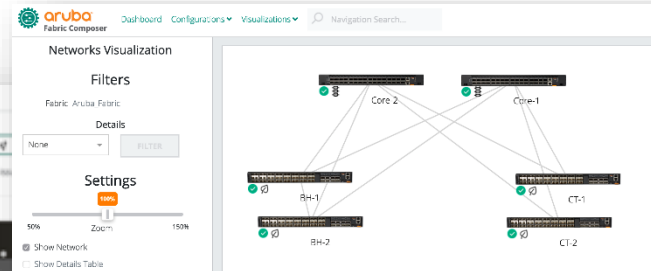 aruba
Fabric Composer
Dashboard Configurations Visualizations Navigation Search...
Networks Visualization
Filters
Fabric Aruba Fabric
Details
None FILTER
Settings
100%
50% Zoom 150%
Show Network
Show Details Table
Core 2
Core-1
BH-1
CT-1
BH-2
CT-2